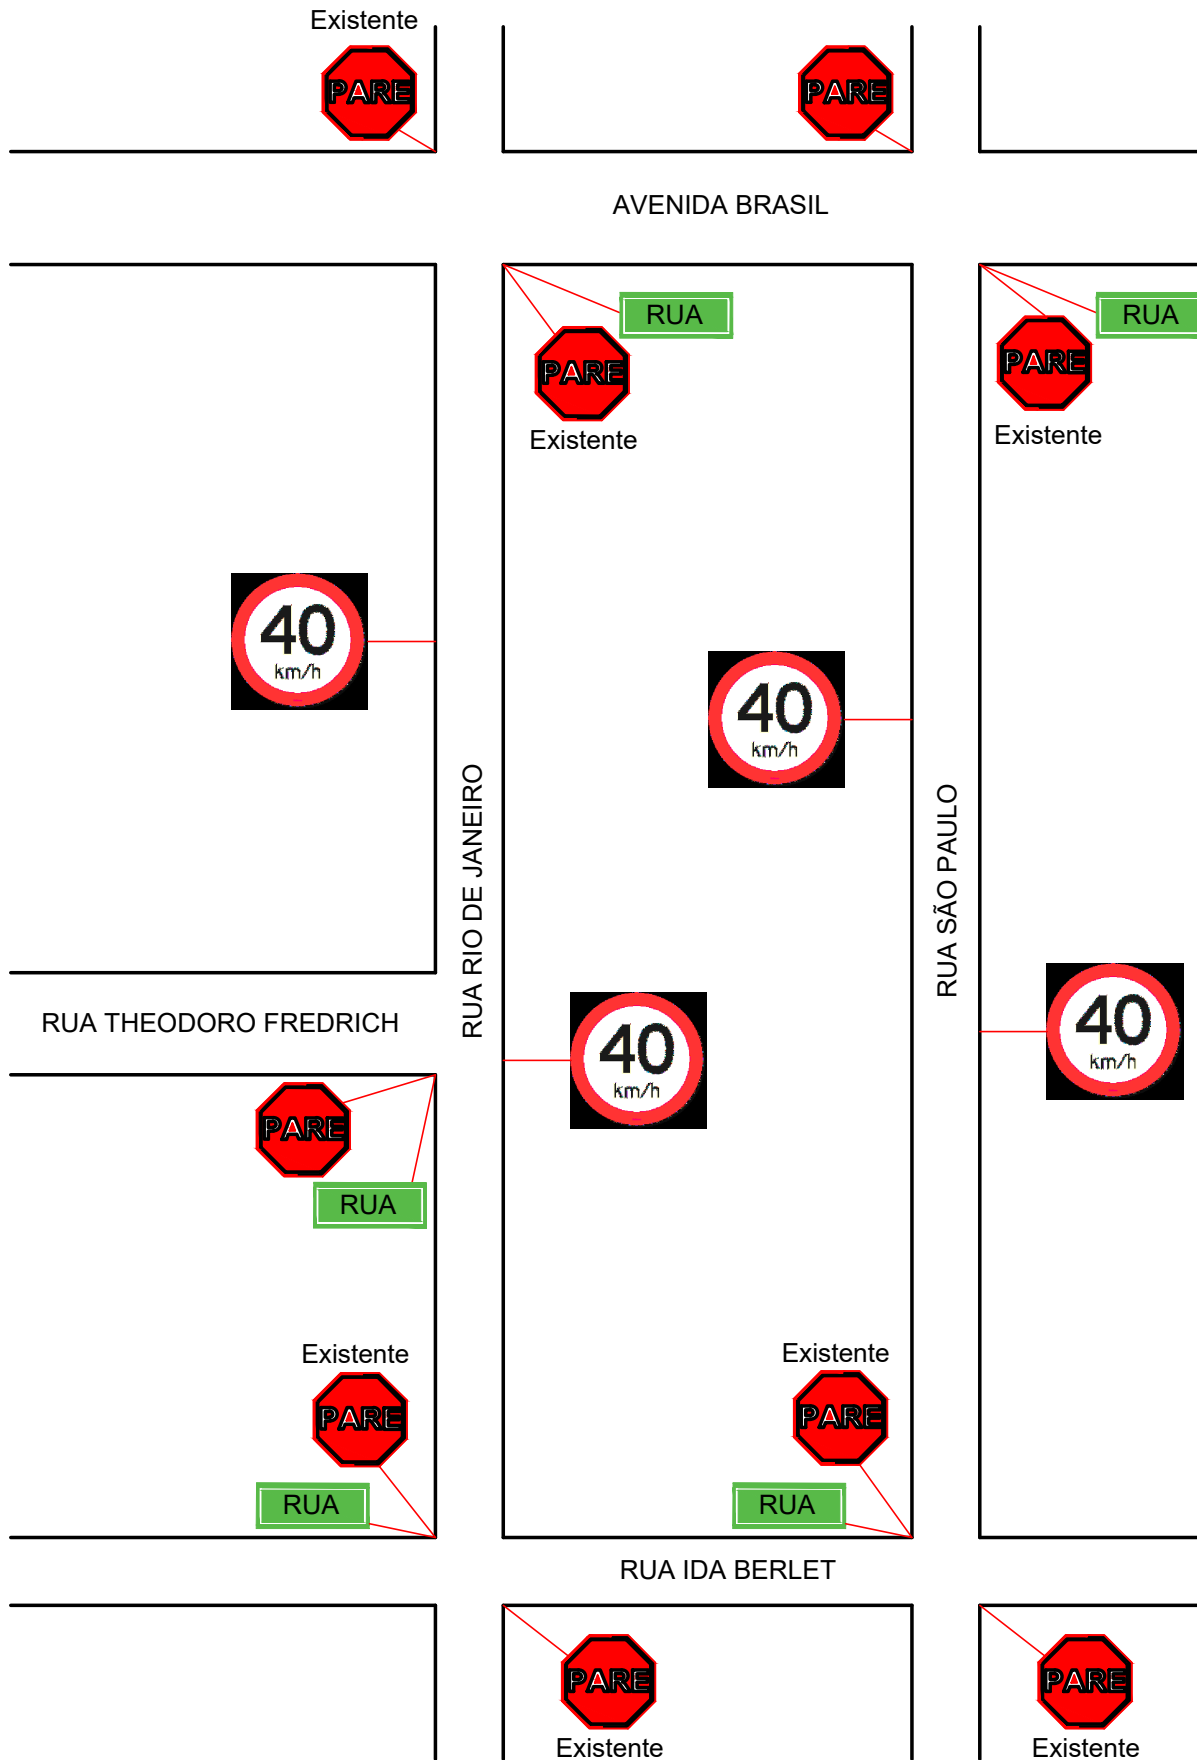 Existente
PARE
PARE
AVENIDA BRASIL
RUA
RUA
PARE
PARE
Existente
Existente
40
km/h
40
km/h
RUA RIO DE JANEIRO
RUA SÃO PAULO
RUA THEODORO FREDRICH
40
km/h
40
km/h
PARE
RUA
Existente
Existente
PARE
PARE
RUA
RUA
RUA IDA BERLET
PARE
PARE
Existente
Existente